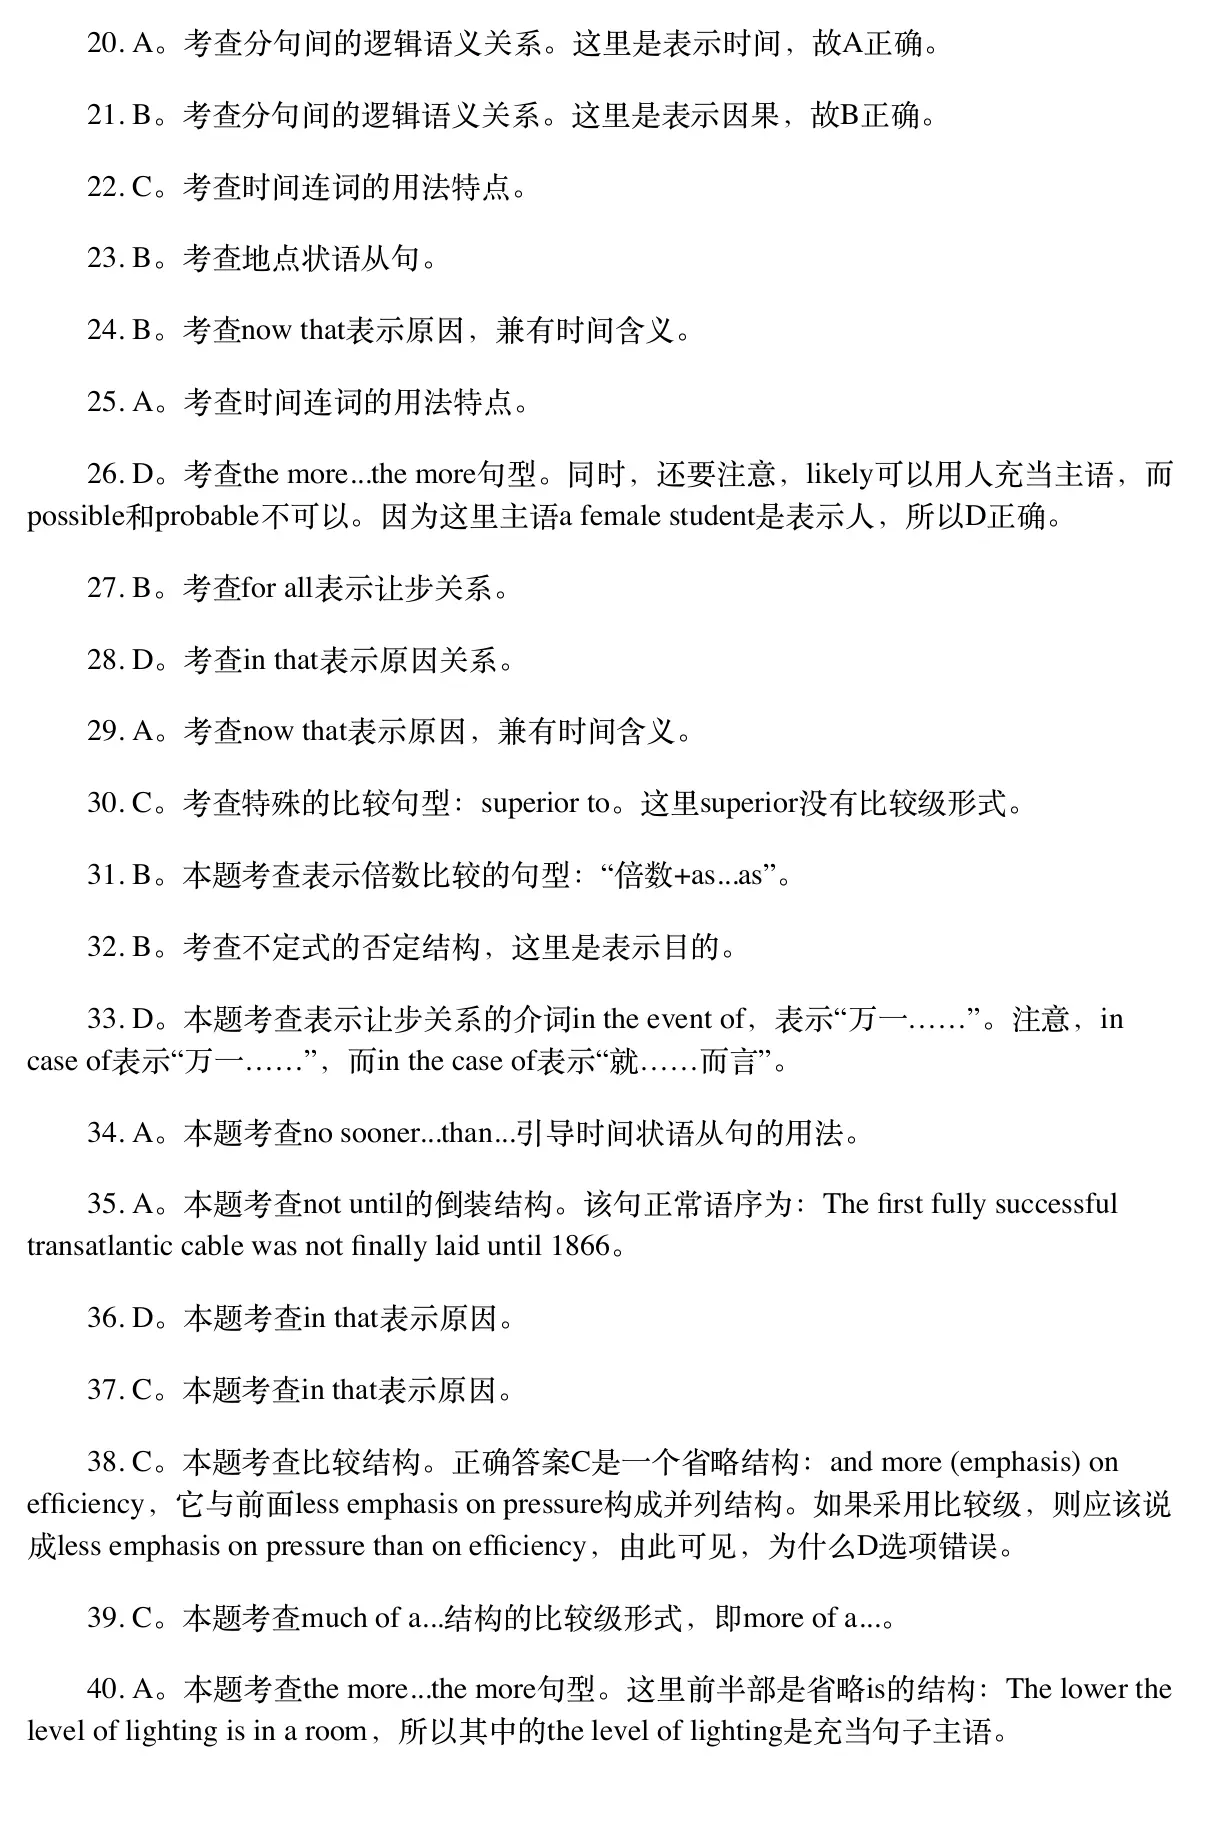 20. A。考查分句间的逻辑语义关系。这里是表示时间，故A正确。
21. B。考查分句间的逻辑语义关系。这里是表示因果，故B正确。
22. C。考查时间连词的用法特点。
23. B。考查地点状语从句。
24. B。考查now that表示原因，兼有时间含义。
25. A。考查时间连词的用法特点。
26. D。考查the more...the more句型。同时，还要注意，likely可以用人充当主语，而
possible和probable不可以。因为这里主语a female student是表示人，所以D正确。
27. B。考查for all表示让步关系。
28. D。考查in that表示原因关系。
29. A。考查now that表示原因，兼有时间含义。
30. C。考查特殊的比较句型：superior to。这里superior没有比较级形式。
31. B。本题考查表示倍数比较的句型：“倍数+as...as”。
32. B。考查不定式的否定结构，这里是表示目的。
33. D。本题考查表示让步关系的介词in the event of，表示“万一……”。注意，in
case of表示“万一……”，而in the case of表示“就……而言”。
34. A。本题考查no sooner...than...引导时间状语从句的用法。
35. A。本题考查not until的倒装结构。该句正常语序为：The first fully successful
transatlantic cable was not finally laid until 1866。
36. D。本题考查in that表示原因。
37. C。本题考查in that表示原因。
38. C。本题考查比较结构。正确答案C是一个省略结构：and more (emphasis) on
efficiency，它与前面less emphasis on pressure构成并列结构。如果采用比较级，则应该说
成less emphasis on pressure than on efficiency，由此可见，为什么D选项错误。
39. C。本题考查much of a...结构的比较级形式，即more of a...。
40. A。本题考查the more...the more句型。这里前半部是省略is的结构：The lower the
level of lighting is in a room，所以其中的the level of lighting是充当句子主语。